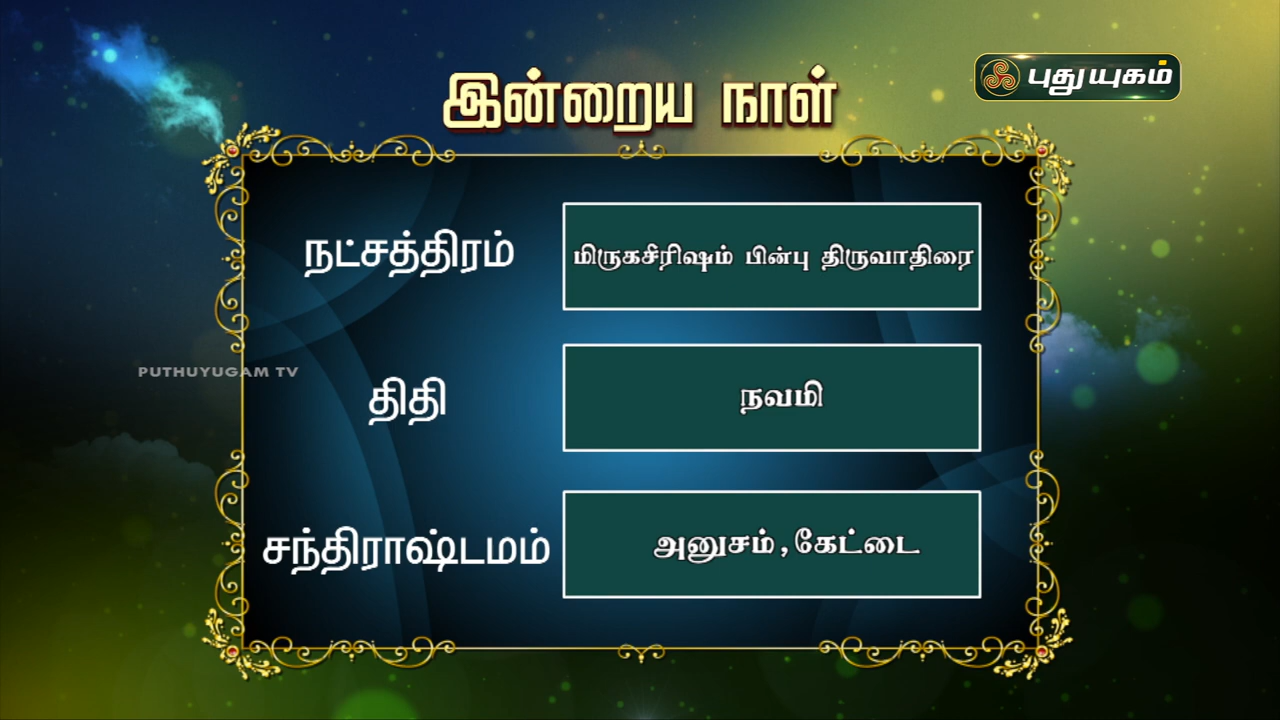 இன்றைய நாள்
புதுயுகம்
நட்சத்திரம் மிருகசீரிஷம் பின்பு திருவாதிரை
PUTHUYUGAM TV
திதி நவமி
சந்திராஷ்டமம் அனுசம்,கேட்டை